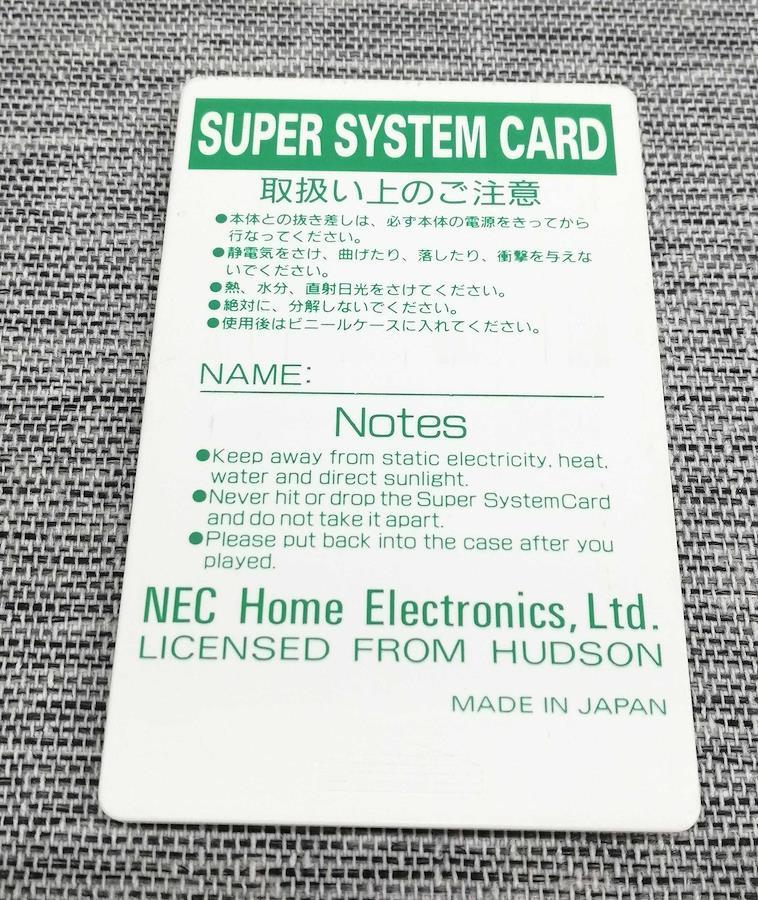 SUPER SYSTEM CARD
取扱い上のご注意
●本体との抜き差しは、必ず本体の電源をきってから
行なってください。
●静電気をさけ、曲げたり、落したり、衝撃を与えな
いでください。
●熱、水分、直射日光をさけてください。
●絶対に、分解しないでください。
●使用後はビニールケースに入れてください。
NAME:
Notes
●Keep away from static electricity, heat,
water and direct sunlight.
●Never hit or drop the Super SystemCard
and do not take it apart.
●Please put back into the case after you
played.
NEC Home Electronics, Ltd.
LICENSED FROM HUDSON
MADE IN JAPAN